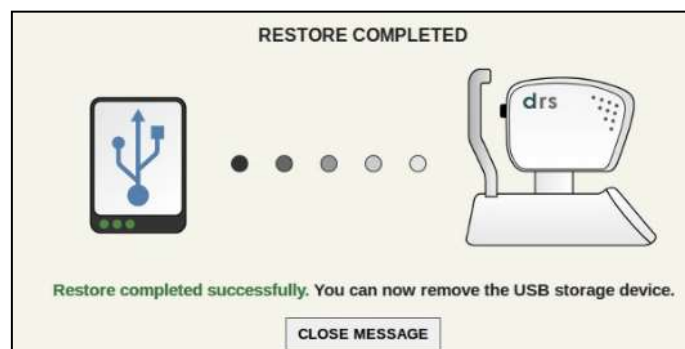 RESTORE COMPLETED
drs
Restore completed successfully. You can now remove the USB storage device.
CLOSE MESSAGE